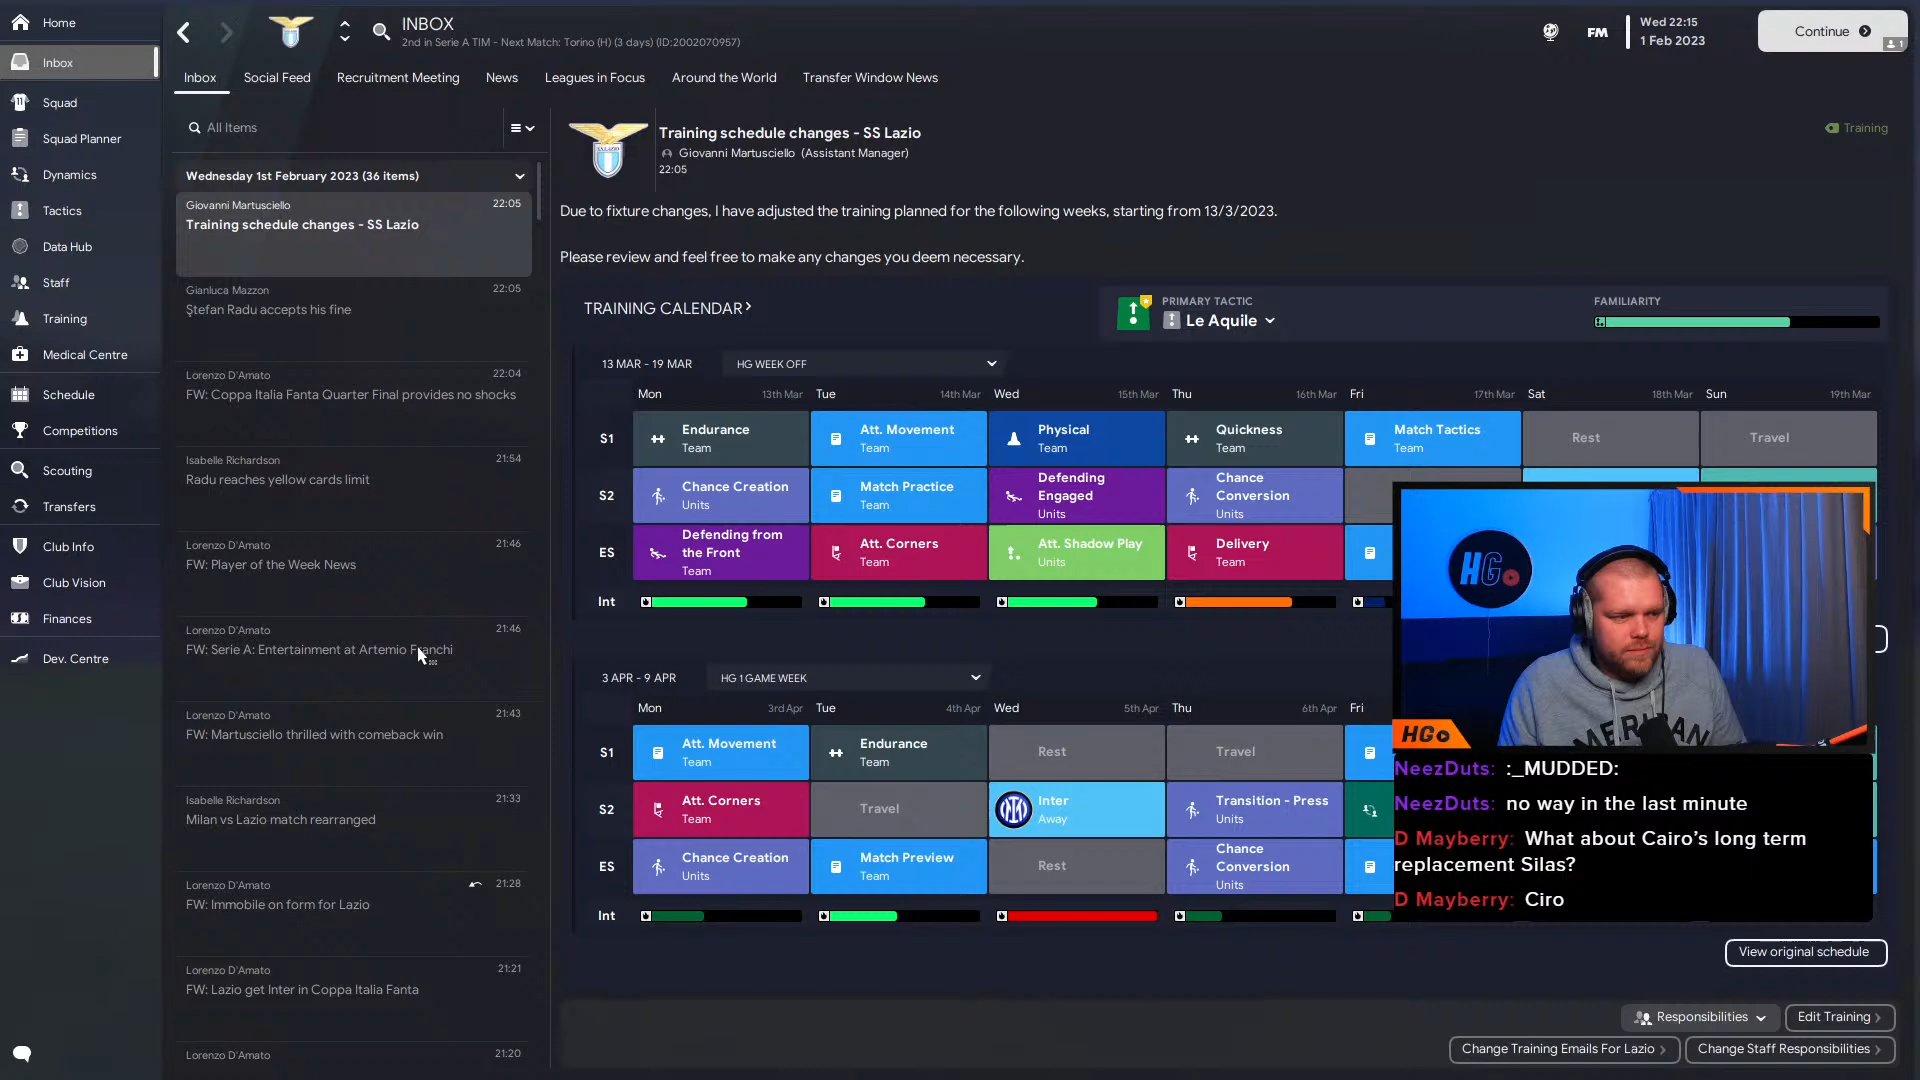 Home
Inbox
Squad
Squad Planner
Dynamics
Tactics
Data Hub
Staff
Training
Medical Centre
Schedule
Competitions
Scouting
Transfers
Club Info
Club Vision
Finances
Dev. Centre
INBOX
2nd in Serie A TIM - Next Match: Torino (H) (3 days) (ID:2002070957)
FM
Wed 22:15
1 Feb 2023
Continue
1
Inbox Social Feed Recruitment Meeting News Leagues in Focus Around the World Transfer Window News
All Items
Wednesday 1st February 2023 (36 items)
Giovanni Martusciello 22:05
Training schedule changes - SS Lazio
Gianluca Mazzon 22:05
Ştefan Radu accepts his fine
Lorenzo D'Amato 22:04
FW: Coppa Italia Fanta Quarter Final provides no shocks
Isabelle Richardson 21:54
Radu reaches yellow cards limit
Lorenzo D'Amato 21:46
FW: Player of the Week News
Lorenzo D'Amato 21:46
FW: Serie A: Entertainment at Artemio Franchi
Lorenzo D'Amato 21:43
FW: Martusciello thrilled with comeback win
Isabelle Richardson 21:33
Milan vs Lazio match rearranged
Lorenzo D'Amato 21:28
FW: Immobile on form for Lazio
Lorenzo D'Amato 21:21
FW: Lazio get Inter in Coppa Italia Fanta
Lorenzo D'Amato 21:20
Training schedule changes - SS Lazio
Giovanni Martusciello (Assistant Manager)
22:05
Training
Due to fixture changes, I have adjusted the training planned for the following weeks, starting from 13/3/2023.
Please review and feel free to make any changes you deem necessary.
TRAINING CALENDAR
PRIMARY TACTIC
Le Aquile
FAMILIARITY
13 MAR - 19 MAR HG WEEK OFF
Mon 13th Mar Tue 14th Mar Wed 15th Mar Thu 16th Mar Fri 17th Mar Sat 18th Mar Sun 19th Mar
S1
Endurance
Team
Att. Movement
Team
Physical
Team
Quickness
Team
Match Tactics
Team
Rest
Travel
S2
Chance Creation
Units
Match Practice
Team
Defending
Engaged
Units
Chance
Conversion
Units
ES
Defending from
the Front
Team
Att. Corners
Team
Att. Shadow Play
Units
Delivery
Team
Int
3 APR - 9 APR HG 1 GAME WEEK
Mon 3rd Apr Tue 4th Apr Wed 5th Apr Thu 6th Apr Fri
S1
Att. Movement
Team
Endurance
Team
Rest
Travel
S2
Att. Corners
Team
Travel
Inter
Away
Transition - Press
Units
ES
Chance Creation
Units
Match Preview
Team
Rest
Chance
Conversion
Units
Int
HG
HG
NeezDuts: :_MUDDED:
NeezDuts: no way in the last minute
D Mayberry: What about Cairo's long term
replacement Silas?
D Mayberry: Ciro
View original schedule
Responsibilities
Edit Training
Change Training Emails For Lazio
Change Staff Responsibilities